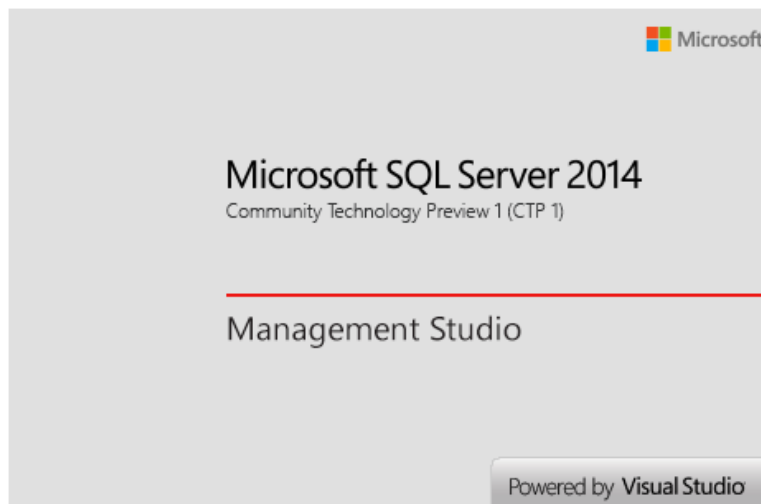 Microsoft
Microsoft SQL Server 2014
Community Technology Preview 1 (CTP 1)
Management Studio
Powered by Visual Studio